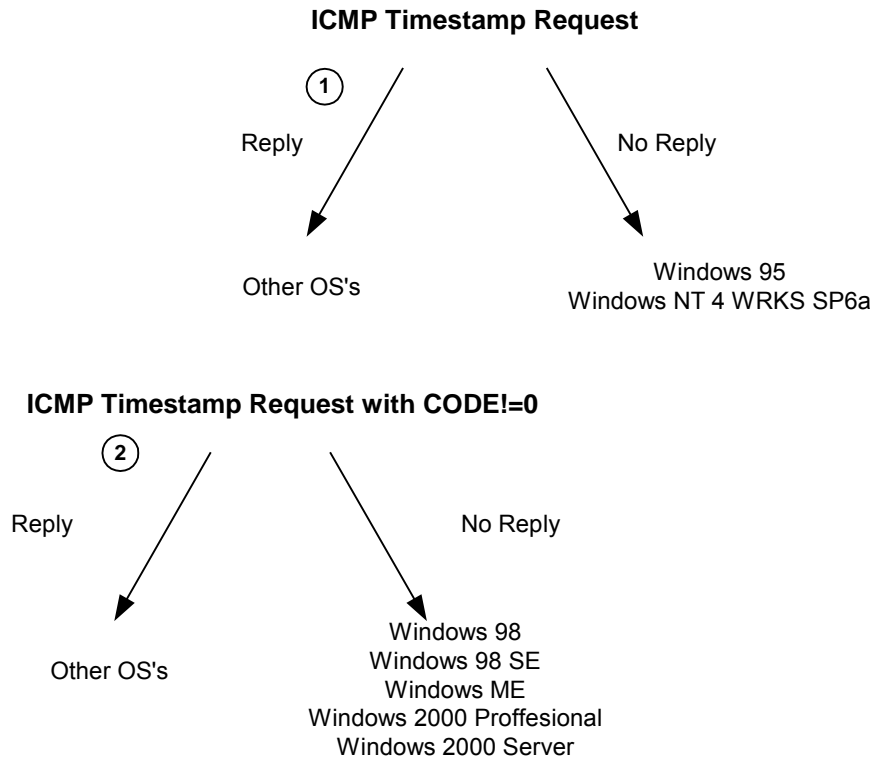 ICMP Timestamp Request
1
Reply
No Reply
Other OS's
Windows 95
Windows NT 4 WRKS SP6a
ICMP Timestamp Request with CODE!=0
2
Reply
No Reply
Other OS's
Windows 98
Windows 98 SE
Windows ME
Windows 2000 Proffesional
Windows 2000 Server